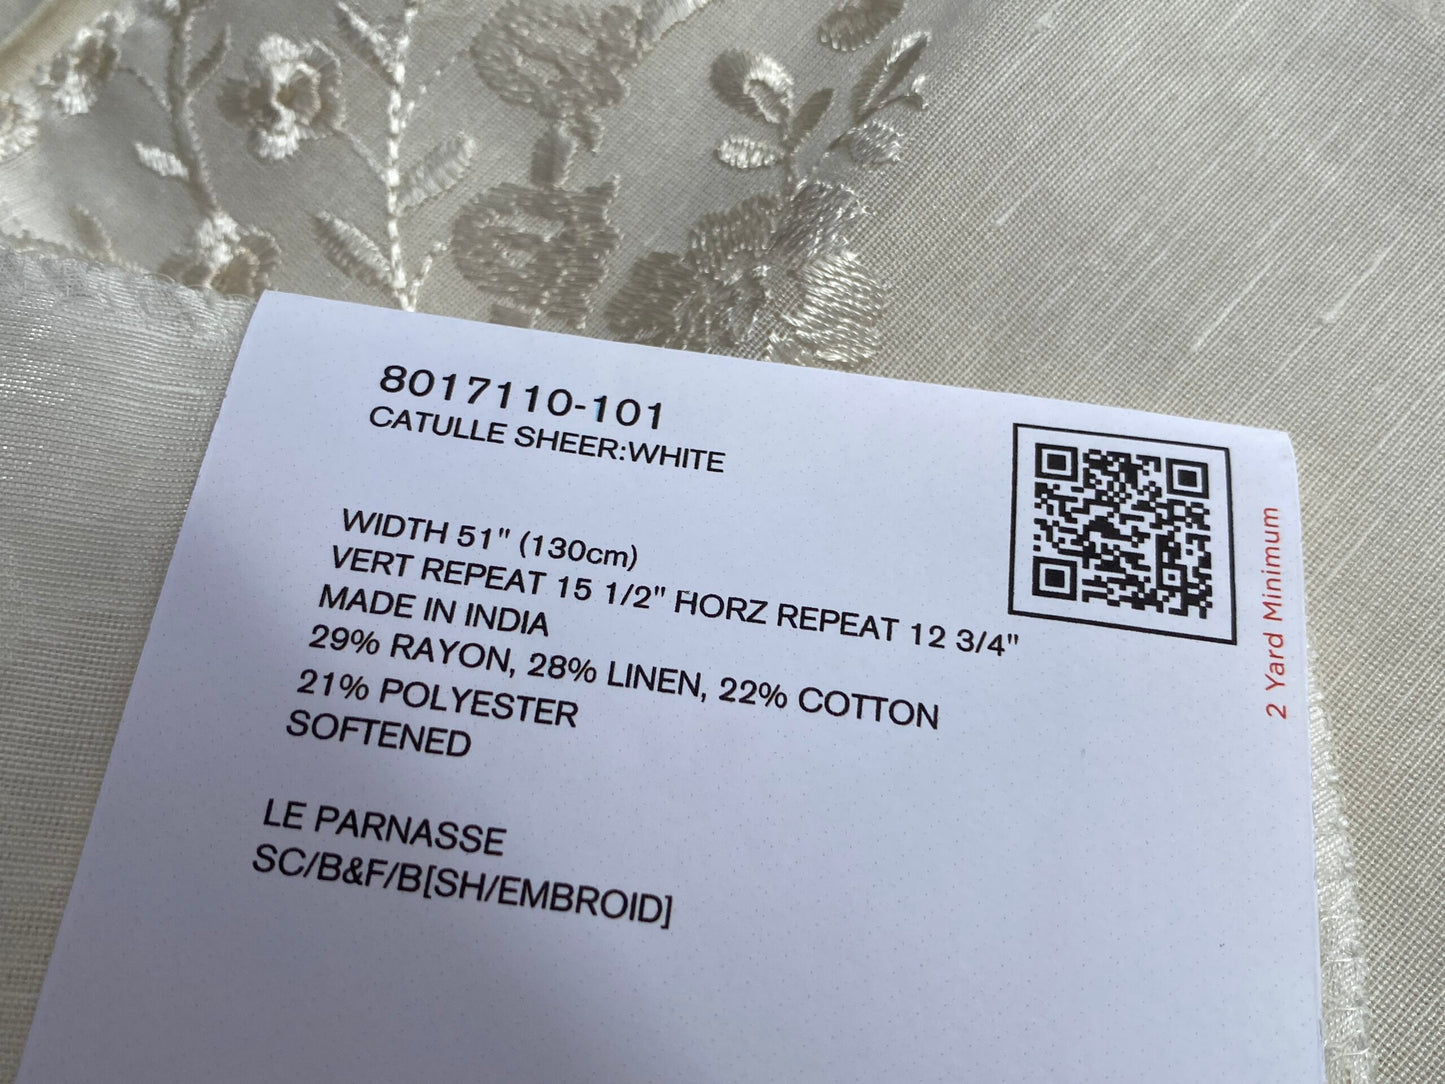 8017110-101
CATULLE SHEER:WHITE
WIDTH 51" (130cm)
VERT REPEAT 15 1/2" HORZ REPEAT 12 3/4"
MADE IN INDIA
29% RAYON, 28% LINEN, 22% COTTON
21% POLYESTER
SOFTENED
LE PARNASSE
SC/B&F/B[SH/EMBROID]
2 Yard Minimum